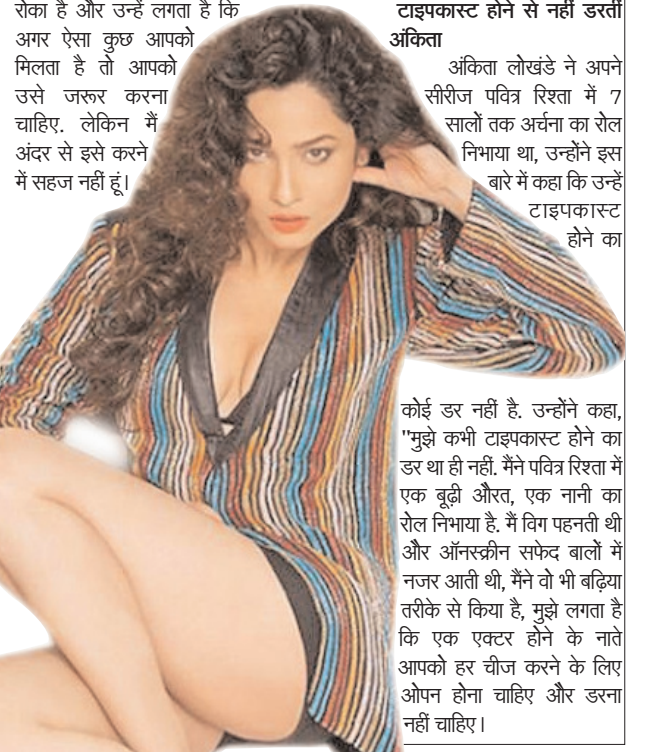 रोका है और उन्हें लगता है कि
अगर ऐसा कुछ आपको
मिलता है तो आपको
उसे जरूर करना
चाहिए. लेकिन मैं
अंदर से इसे करने
में सहज नहीं हूं।
टाइपकास्ट होने से नहीं डरतीं
अंकिता
अंकिता लोखंडे ने अपने
सीरीज पवित्र रिश्ता में 7
सालों तक अर्चना का रोल
निभाया था, उन्होंने इस
बारे में कहा कि उन्हें
टाइपकास्ट
होने का
कोई डर नहीं है. उन्होंने कहा,
"मुझे कभी टाइपकास्ट होने का
डर था ही नहीं. मैंने पवित्र रिश्ता में
एक बूढ़ी औरत, एक नानी का
रोल निभाया है. मैं विग पहनती थी
और ऑनस्क्रीन सफेद बालों में
नजर आती थी, मैंने वो भी बढ़िया
तरीके से किया है, मुझे लगता है
कि एक एक्टर होने के नाते
आपको हर चीज करने के लिए
ओपन होना चाहिए और डरना
नहीं चाहिए।